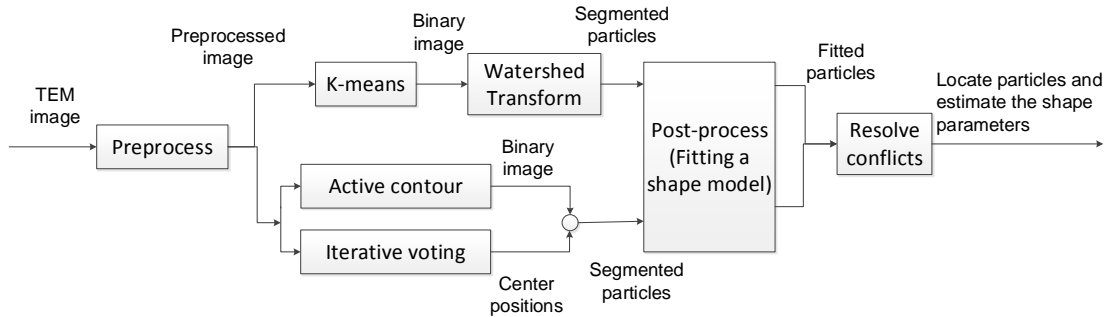 TEM
image
Preprocess
Preprocessed
image
K-means
Binary
image
Watershed
Transform
Segmented
particles
Active contour
Iterative voting
Binary
image
Center
positions
Segmented
particles
Post-process
(Fitting a
shape model)
Fitted
particles
Resolve
conflicts
Locate particles and
estimate the shape
parameters